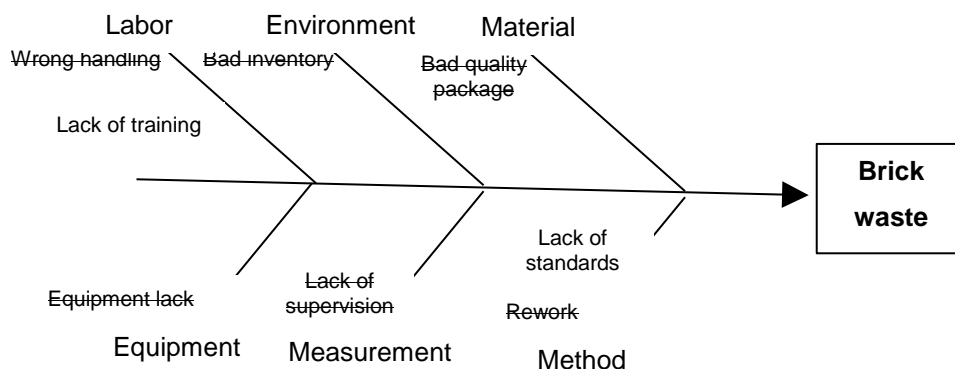 Labor
Environment
Material
Wrong handling
Bad inventory
Bad quality
package
Lack of training
Brick
waste
Lack of
standards
Equipment lack
Lack of
supervision
Rework
Equipment
Measurement
Method